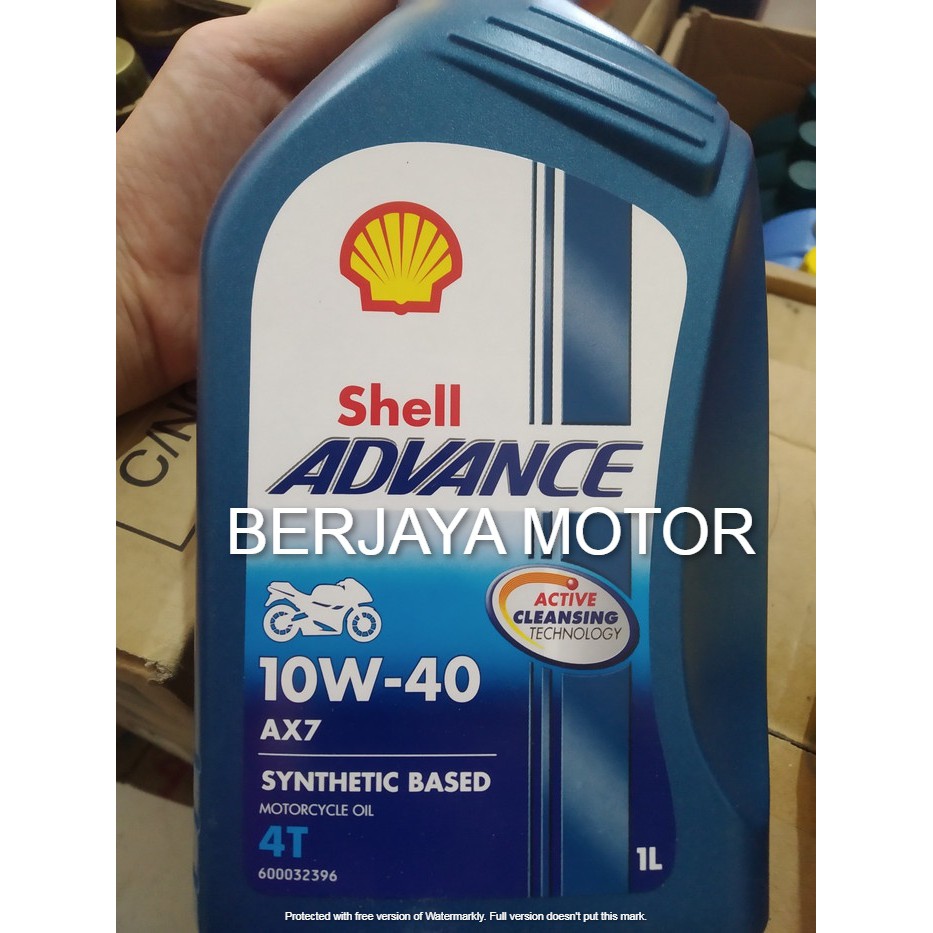 C/NO
Shell
ADVANCE
BERJAYA MOTOR
ACTIVE
CLEANSING
TECHNOLOGY
10W-40
AX7
SYNTHETIC BASED
MOTORCYCLE OIL
4T
600032396
1L
Protected with free version of Watermarkly. Full version doesn't put this mark.